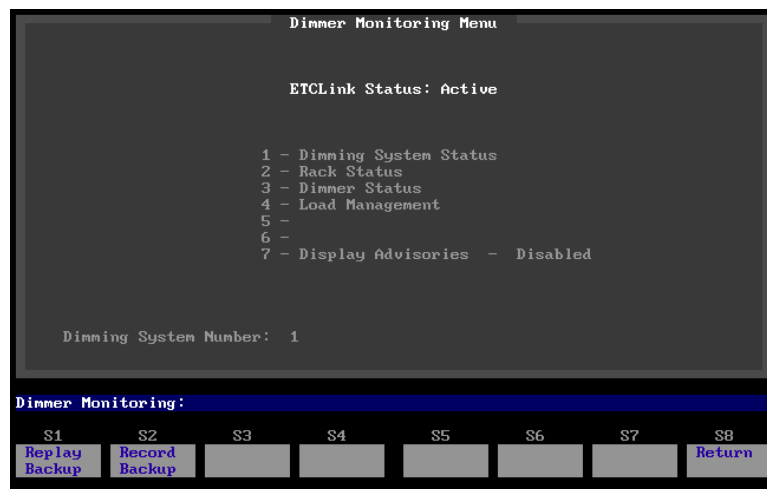 Dimmer Monitoring Menu
ETCLink Status: Active
1 - Dimming System Status
2 - Rack Status
3 - Dimmer Status
4 - Load Management
5 -
6 -
7 - Display Advisories - Disabled
Dimming System Number: 1
Dimmer Monitoring:
S1 S2 S3 S4 S5 S6 S7 S8
Replay Record Return
Backup Backup